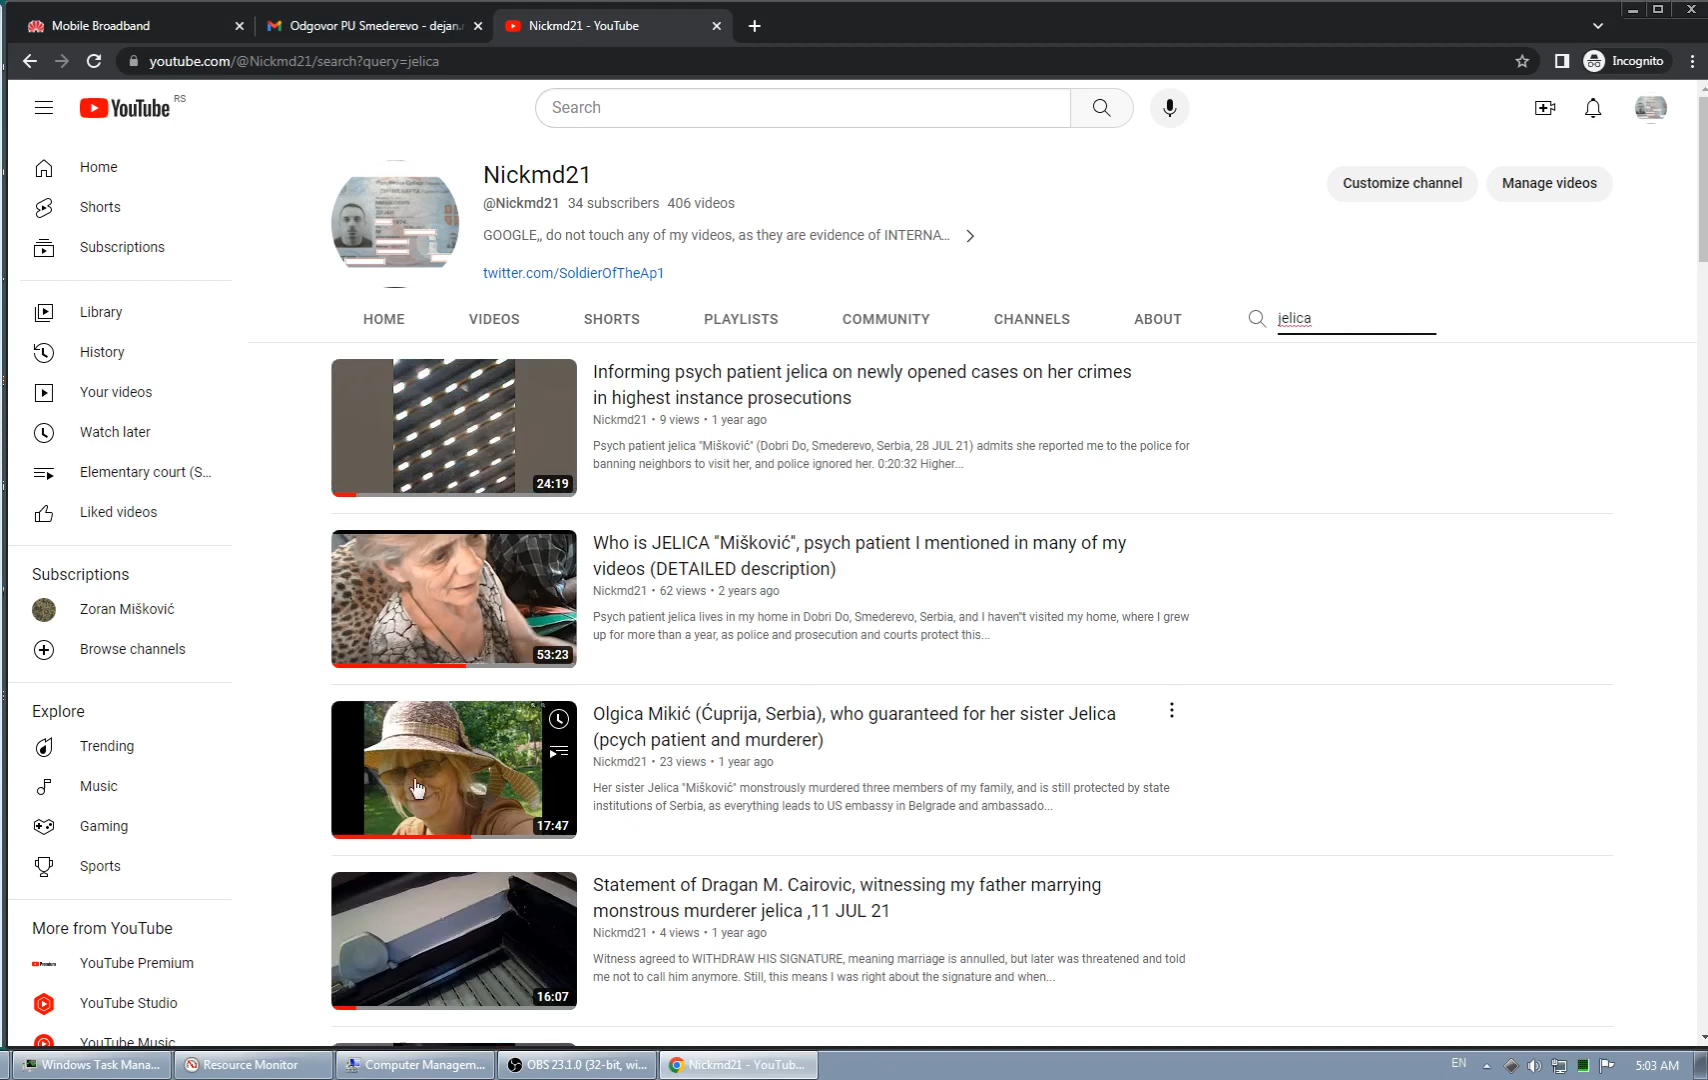 Mobile Broadband
Odgovor PU Smederevo - dejan.r
Nickmd21 - YouTube
youtube.com/@Nickmd21/search?query=jelica
Incognito
YouTube RS
Search
Home
Shorts
Subscriptions
Library
History
Your videos
Watch later
Elementary court (S...
Liked videos
Subscriptions
Zoran Mišković
Browse channels
Explore
Trending
Music
Gaming
Sports
More from YouTube
YouTube Premium
YouTube Studio
YouTube Music
Nickmd21
@Nickmd21 34 subscribers 406 videos
GOOGLE,, do not touch any of my videos, as they are evidence of INTERNA...
twitter.com/SoldierOfTheAp1
Customize channel
Manage videos
HOME VIDEOS SHORTS PLAYLISTS COMMUNITY CHANNELS ABOUT jelica
24:19
Informing psych patient jelica on newly opened cases on her crimes
in highest instance prosecutions
Nickmd21 • 9 views • 1 year ago
Psych patient jelica "Mišković" (Dobri Do, Smederevo, Serbia, 28 JUL 21) admits she reported me to the police for
banning neighbors to visit her, and police ignored her. 0:20:32 Higher...
53:23
Who is JELICA "Mišković", psych patient I mentioned in many of my
videos (DETAILED description)
Nickmd21 • 62 views • 2 years ago
Psych patient jelica lives in my home in Dobri Do, Smederevo, Serbia, and I haven"t visited my home, where I grew
up for more than a year, as police and prosecution and courts protect this...
17:47
Olgica Mikić (Ćuprija, Serbia), who guaranteed for her sister Jelica
(pcych patient and murderer)
Nickmd21 • 23 views • 1 year ago
Her sister Jelica "Mišković" monstrously murdered three members of my family, and is still protected by state
institutions of Serbia, as everything leads to US embassy in Belgrade and ambassado...
16:07
Statement of Dragan M. Cairovic, witnessing my father marrying
monstrous murderer jelica ,11 JUL 21
Nickmd21 • 4 views • 1 year ago
Witness agreed to WITHDRAW HIS SIGNATURE, meaning marriage is annulled, but later was threatened and told
me not to call him anymore. Still, this means I was right about the signature and when...
Windows Task Mana...
Resource Monitor
Computer Managem...
OBS 23.1.0 (32-bit, wi...
Nickmd21 - YouTub...
EN
5:03 AM